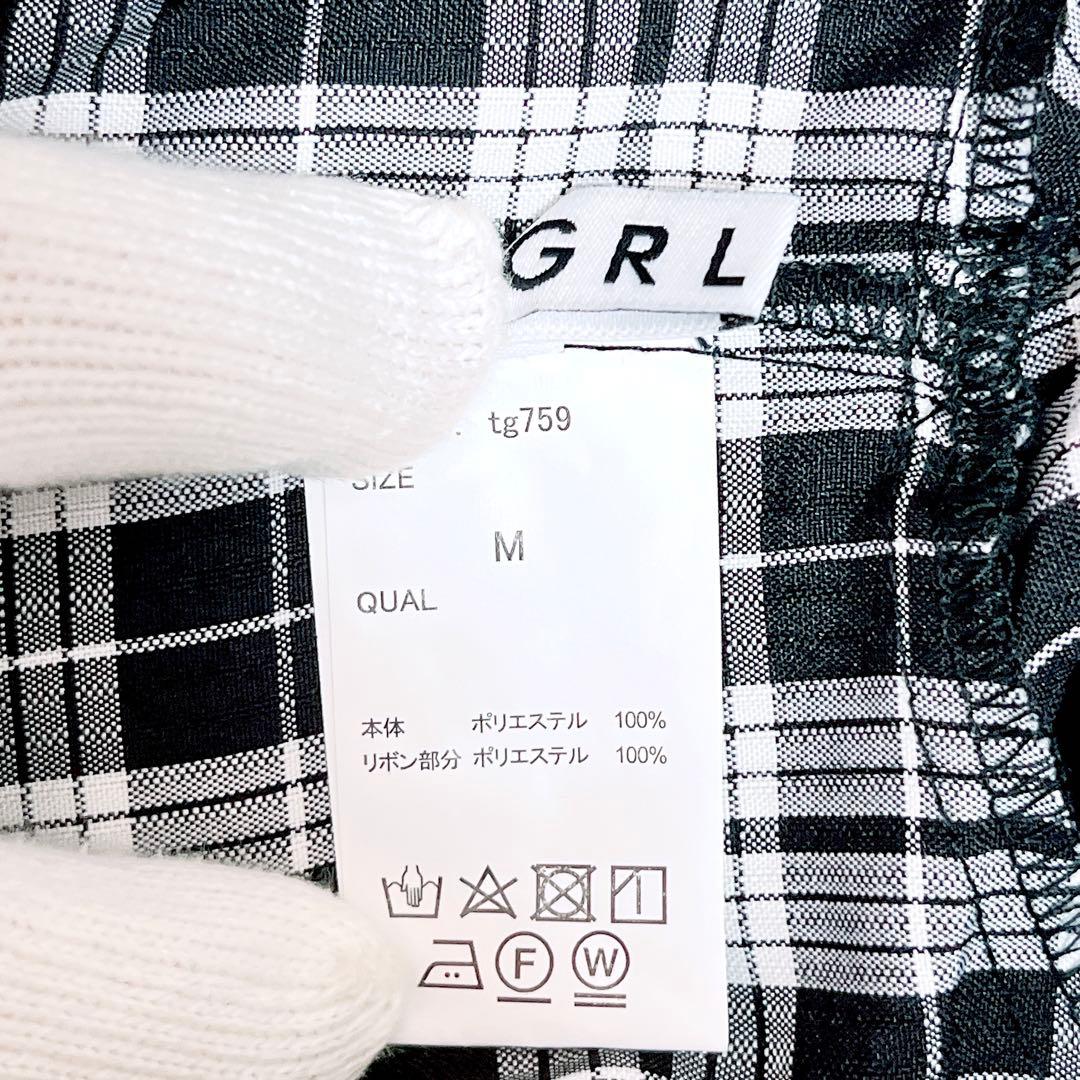 GRL
tg759
SIZE
M
QUAL
本体 ポリエステル 100%
リボン部分 ポリエステル 100%
F W